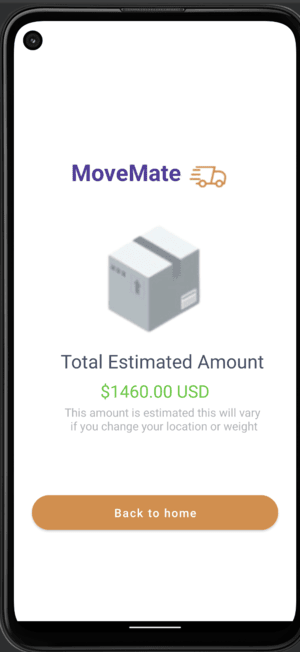 MoveMate
Total Estimated Amount
$1460.00 USD
This amount is estimated this will vary
if you change your location or weight
Back to home